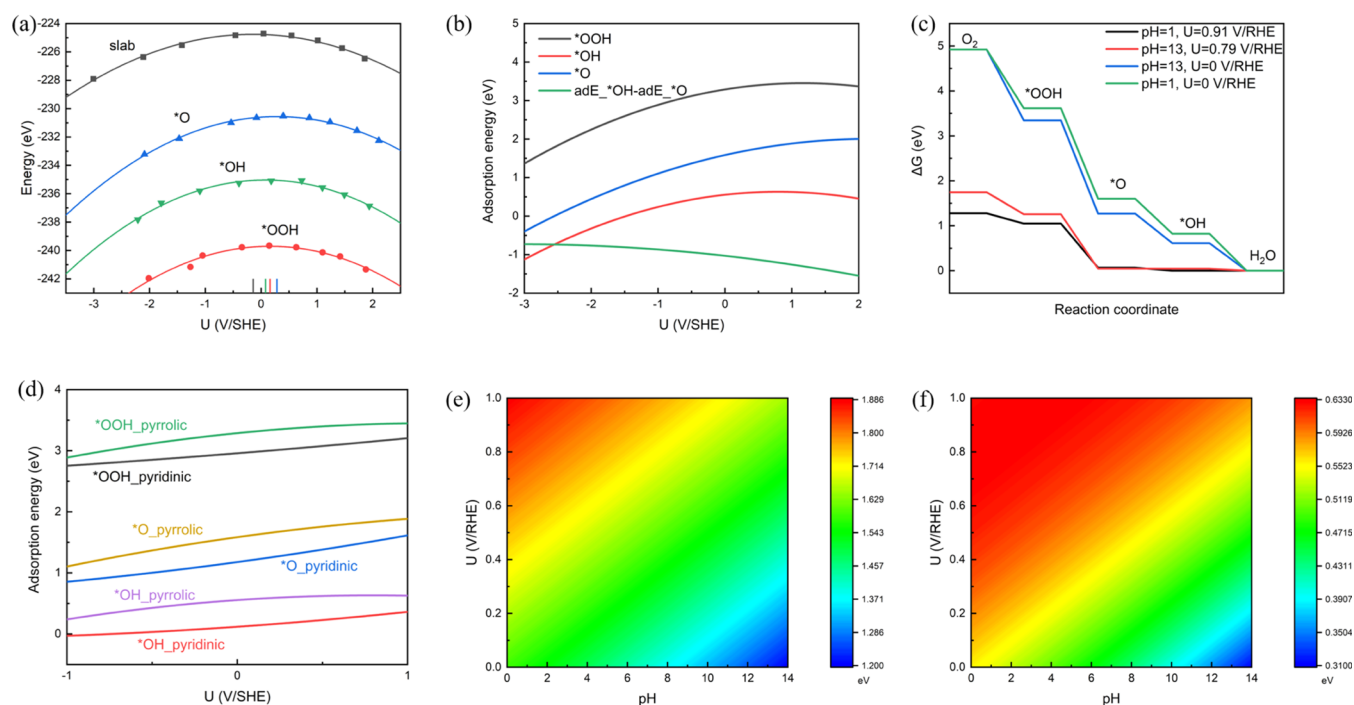 (a)
-224
-226
-228
-230
-232
-234
-236
-238
-240
-242
Energy (eV)
slab
*O
*OH
*OOH
-3
-2
-1
0
1
2
U (V/SHE)
(b)
5
4
3
2
1
0
-1
-2
Adsorption energy (eV)
*OOH
*OH
*O
adE_*OH-adE_*O
-3
-2
-1
0
1
2
U (V/SHE)
(c)
5
4
3
2
1
0
ΔG (eV)
O2
*OOH
*O
*OH
H2O
pH=1, U=0.91 V/RHE
pH=13, U=0.79 V/RHE
pH=13, U=0 V/RHE
pH=1, U=0 V/RHE
Reaction coordinate
(d)
4
3
2
1
0
Adsorption energy (eV)
*OOH_pyrrolic
*OOH_pyridinic
*O_pyrrolic
*O_pyridinic
*OH_pyrrolic
*OH_pyridinic
-1
0
1
U (V/SHE)
(e)
1.0
0.8
0.6
0.4
0.2
0.0
U (V/RHE)
0 2 4 6 8 10 12 14
pH
1.886
1.800
1.714
1.629
1.543
1.457
1.371
1.286
1.200
eV
(f)
1.0
0.8
0.6
0.4
0.2
0.0
U (V/RHE)
0 2 4 6 8 10 12 14
pH
0.6330
0.5926
0.5523
0.5119
0.4715
0.4311
0.3907
0.3504
0.3100
eV